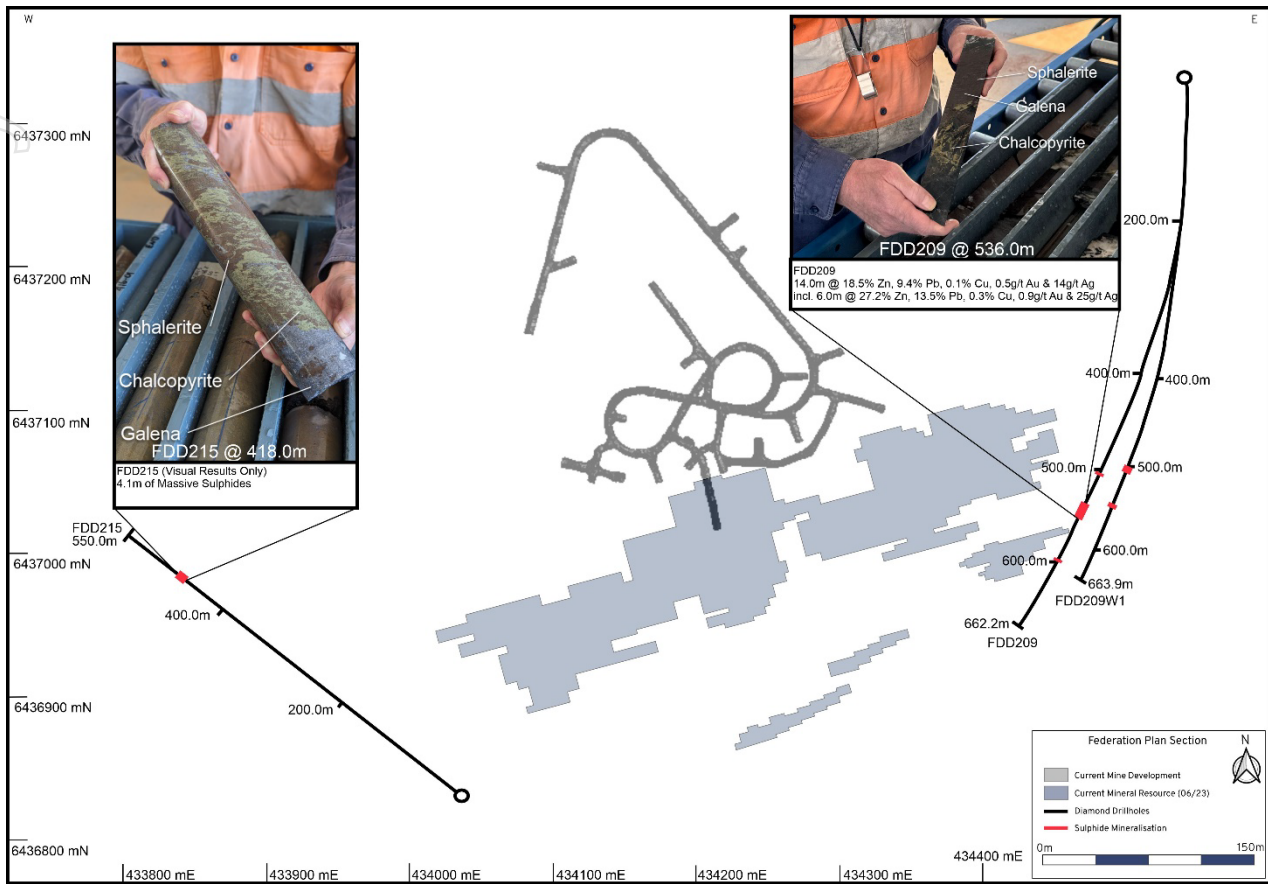 W
E
6437300 mN
6437200 mN
6437100 mN
6437000 mN
6436900 mN
6436800 mN
Sphalerite
Chalcopyrite
Galena
FDD215 @ 418.0m
FDD215 (Visual Results Only)
4.1m of Massive Sulphides
Sphalerite
Galena
Chalcopyrite
FDD209 @ 536.0m
FDD209
14.0m @ 18.5% Zn, 9.4% Pb, 0.1% Cu, 0.5g/t Au & 14g/t Ag
incl. 6.0m @ 27.2% Zn, 13.5% Pb, 0.3% Cu, 0.9g/t Au & 25g/t Ag
200.0m
400.0m
400.0m
500.0m
500.0m
600.0m
600.0m
663.9m
FDD209W1
662.2m
FDD209
FDD215
550.0m
400.0m
200.0m
Federation Plan Section
N
Current Mine Development
Current Mineral Resource (06/23)
Diamond Drillholes
Sulphide Mineralisation
0m
150m
433800 mE
433900 mE
434000 mE
434100 mE
434200 mE
434300 mE
434400 mE